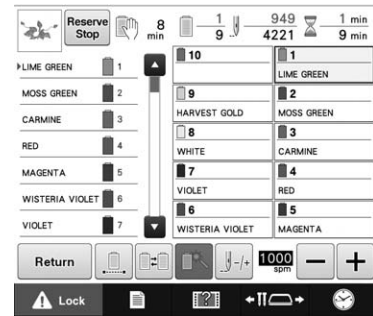 Reserve Stop
8 min
1
9
949
4221
1 min
9 min
LIME GREEN 1
MOSS GREEN 2
CARMINE 3
RED 4
MAGENTA 5
WISTERIA VIOLET 6
VIOLET 7
10
1 LIME GREEN
9 HARVEST GOLD
2 MOSS GREEN
8 WHITE
3 CARMINE
7 VIOLET
4 RED
6 WISTERIA VIOLET
5 MAGENTA
Return
-/+
1000 spm
−
+
Lock
?